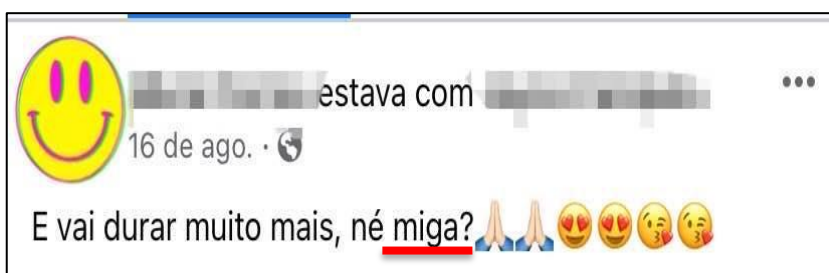 estava com
16 de ago.
E vai durar muito mais, né miga?🙏🏻🙏🏻😍😍😘😘